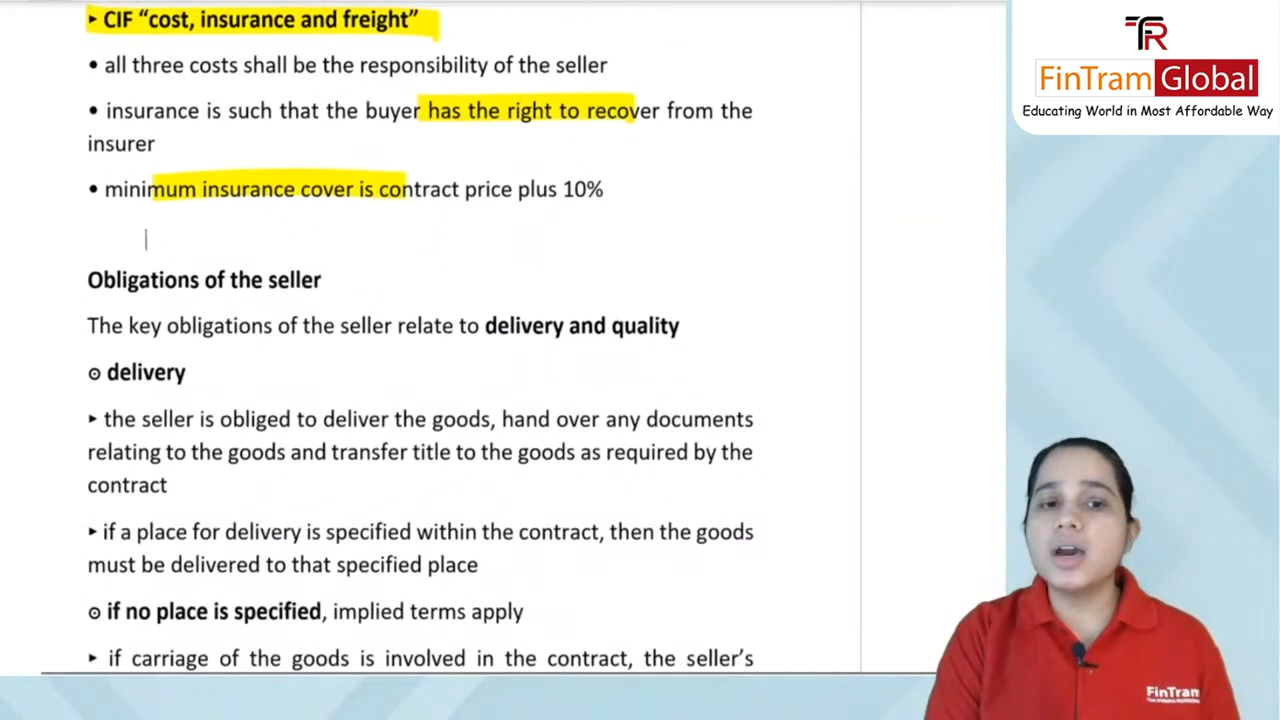 ▸ CIF “cost, insurance and freight”
• all three costs shall be the responsibility of the seller
• insurance is such that the buyer has the right to recover from the
insurer
• minimum insurance cover is contract price plus 10%
Obligations of the seller
The key obligations of the seller relate to delivery and quality
⊙ delivery
▸ the seller is obliged to deliver the goods, hand over any documents
relating to the goods and transfer title to the goods as required by the
contract
▸ if a place for delivery is specified within the contract, then the goods
must be delivered to that specified place
⊙ if no place is specified, implied terms apply
▸ if carriage of the goods is involved in the contract, the seller’s
TR
FinTram Global
Educating World in Most Affordable Way
FinTram